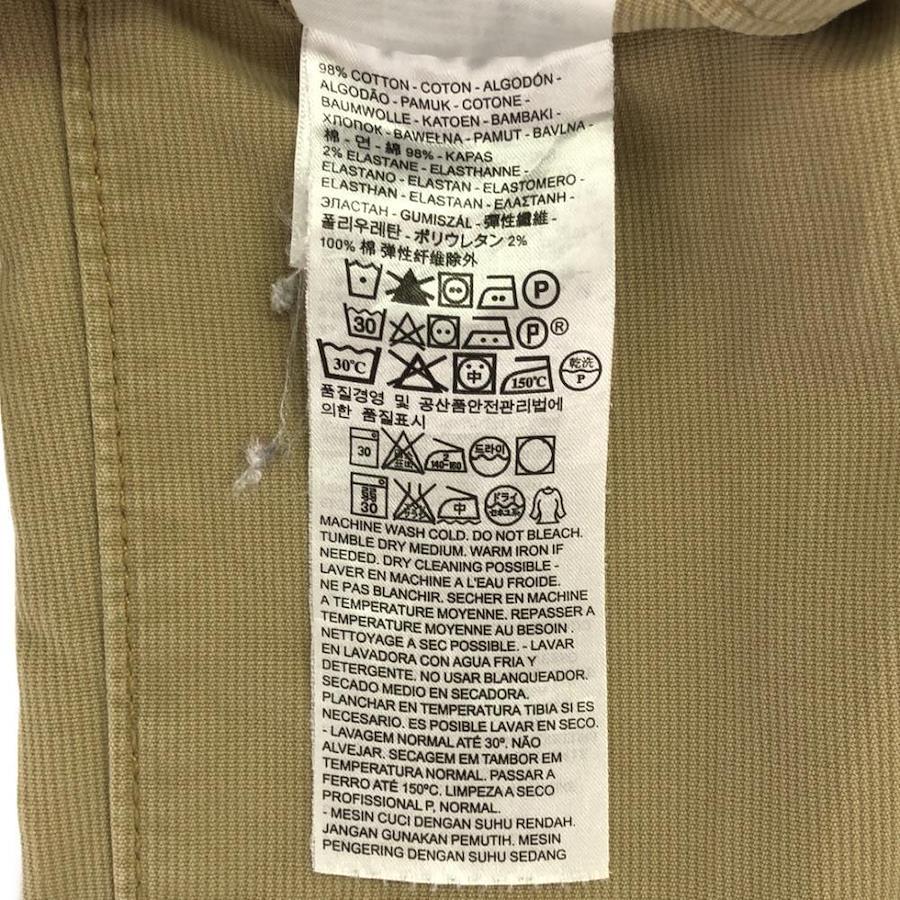 98% COTTON - COTON - ALGODÓN -
ALGODÃO - PAMUK - COTONE -
BAUMWOLLE - KATOEN - BAMBAKI -
ХЛОПОК - BAWEŁNA - PAMUT - BAVLNA -
棉 - 면 - 綿 98% - KAPAS
2% ELASTANE - ELASTHANNE -
ELASTANO - ELASTAN - ELASTOMERO -
ELASTHAN - ELASTAAN - ΕΛΑΣΤΑΝΗ -
ЭЛАСТАН - GUMISZÁL - 彈性纖維 -
폴리우레탄 - ポリウレタン 2%
100% 棉 弹性纤维除外
P
30 P®
30℃ 中 150℃ 乾洗 P
품질경영 및 공산품안전관리법에
의한 품질표시
30 2 140-160 드라이
弱 30 中 ドライ
MACHINE WASH COLD. DO NOT BLEACH.
TUMBLE DRY MEDIUM. WARM IRON IF
NEEDED. DRY CLEANING POSSIBLE -
LAVER EN MACHINE A L'EAU FROIDE.
NE PAS BLANCHIR. SECHER EN MACHINE
A TEMPERATURE MOYENNE. REPASSER A
TEMPERATURE MOYENNE AU BESOIN .
NETTOYAGE A SEC POSSIBLE. - LAVAR
EN LAVADORA CON AGUA FRIA Y
DETERGENTE. NO USAR BLANQUEADOR.
SECADO MEDIO EN SECADORA.
PLANCHAR EN TEMPERATURA TIBIA SI ES
NECESARIO. ES POSIBLE LAVAR EN SECO.
- LAVAGEM NORMAL ATÉ 30º. NÃO
ALVEJAR. SECAGEM EM TAMBOR EM
TEMPERATURA NORMAL. PASSAR A
FERRO ATÉ 150ºC. LIMPEZA A SECO
PROFISSIONAL P, NORMAL.
- MESIN CUCI DENGAN SUHU RENDAH.
JANGAN GUNAKAN PEMUTIH. MESIN
PENGERING DENGAN SUHU SEDANG